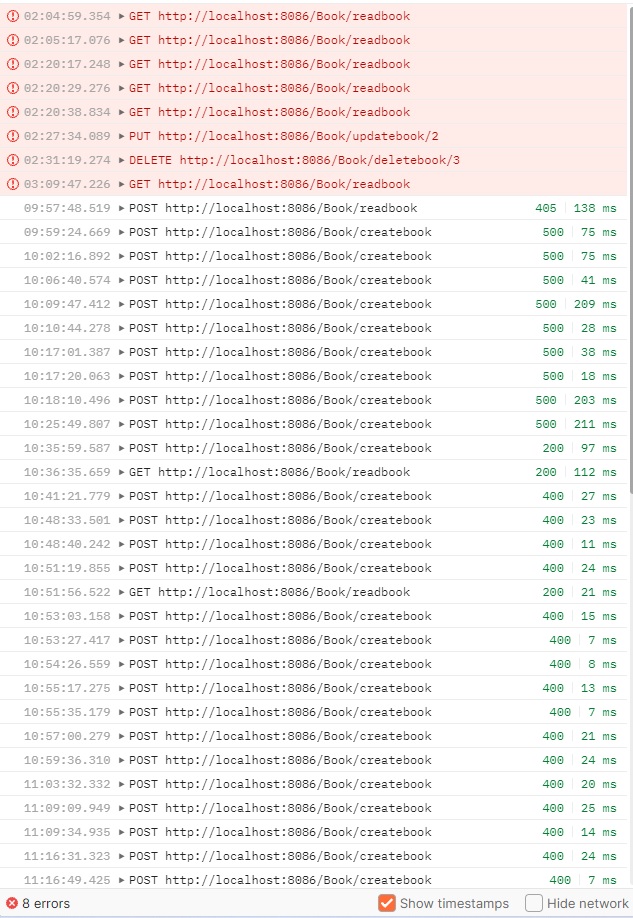 02:04:59.354 ▶ GET http://localhost:8086/Book/readbook
02:05:17.076 ▶ GET http://localhost:8086/Book/readbook
02:20:17.248 ▶ GET http://localhost:8086/Book/readbook
02:20:29.276 ▶ GET http://localhost:8086/Book/readbook
02:20:38.834 ▶ GET http://localhost:8086/Book/readbook
02:27:34.089 ▶ PUT http://localhost:8086/Book/updatebook/2
02:31:19.274 ▶ DELETE http://localhost:8086/Book/deletebook/3
03:09:47.226 ▶ GET http://localhost:8086/Book/readbook
09:57:48.519 ▶ POST http://localhost:8086/Book/readbook 405 138 ms
09:59:24.669 ▶ POST http://localhost:8086/Book/createbook 500 75 ms
10:02:16.892 ▶ POST http://localhost:8086/Book/createbook 500 75 ms
10:06:40.574 ▶ POST http://localhost:8086/Book/createbook 500 41 ms
10:09:47.412 ▶ POST http://localhost:8086/Book/createbook 500 209 ms
10:10:44.278 ▶ POST http://localhost:8086/Book/createbook 500 28 ms
10:17:01.387 ▶ POST http://localhost:8086/Book/createbook 500 38 ms
10:17:20.063 ▶ POST http://localhost:8086/Book/createbook 500 18 ms
10:18:10.496 ▶ POST http://localhost:8086/Book/createbook 500 203 ms
10:25:49.807 ▶ POST http://localhost:8086/Book/createbook 500 211 ms
10:35:59.587 ▶ POST http://localhost:8086/Book/createbook 200 97 ms
10:36:35.659 ▶ GET http://localhost:8086/Book/readbook 200 112 ms
10:41:21.779 ▶ POST http://localhost:8086/Book/createbook 400 27 ms
10:48:33.501 ▶ POST http://localhost:8086/Book/createbook 400 23 ms
10:48:40.242 ▶ POST http://localhost:8086/Book/createbook 400 11 ms
10:51:19.855 ▶ POST http://localhost:8086/Book/createbook 400 24 ms
10:51:56.522 ▶ GET http://localhost:8086/Book/readbook 200 21 ms
10:53:03.158 ▶ POST http://localhost:8086/Book/createbook 400 15 ms
10:53:27.417 ▶ POST http://localhost:8086/Book/createbook 400 7 ms
10:54:26.559 ▶ POST http://localhost:8086/Book/createbook 400 8 ms
10:55:17.275 ▶ POST http://localhost:8086/Book/createbook 400 13 ms
10:55:35.179 ▶ POST http://localhost:8086/Book/createbook 400 7 ms
10:57:00.279 ▶ POST http://localhost:8086/Book/createbook 400 21 ms
10:59:36.310 ▶ POST http://localhost:8086/Book/createbook 400 24 ms
11:03:32.332 ▶ POST http://localhost:8086/Book/createbook 400 20 ms
11:09:09.949 ▶ POST http://localhost:8086/Book/createbook 400 25 ms
11:09:34.935 ▶ POST http://localhost:8086/Book/createbook 400 14 ms
11:16:31.323 ▶ POST http://localhost:8086/Book/createbook 400 24 ms
11:16:49.425 ▶ POST http://localhost:8086/Book/createbook 400 7 ms
8 errors Show timestamps Hide network